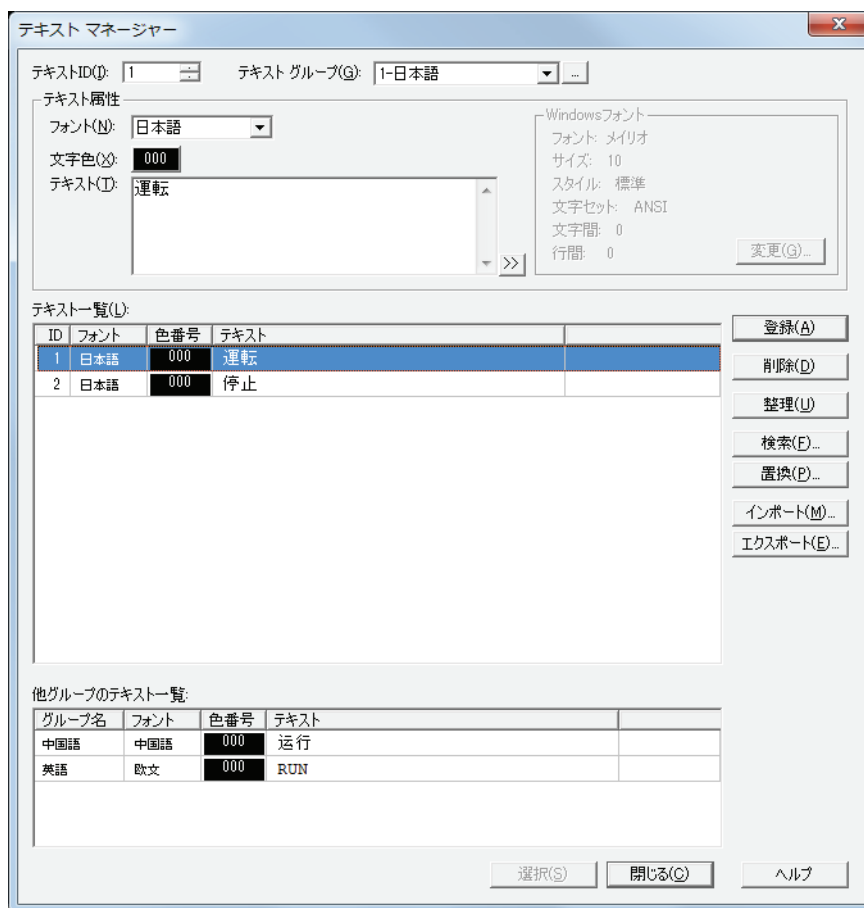 テキスト マネージャー
テキストID(I): 1 テキスト グループ(G): 1-日本語 ...
テキスト属性
フォント(N): 日本語
文字色(X): 000
テキスト(T): 運転
>>
Windowsフォント
フォント: メイリオ
サイズ: 10
スタイル: 標準
文字セット: ANSI
文字間: 0
行間: 0
変更(G)...
テキスト一覧(L):
ID フォント 色番号 テキスト
1 日本語 000 運転
2 日本語 000 停止
登録(A)
削除(D)
整理(U)
検索(F)...
置換(P)...
インポート(M)...
エクスポート(E)...
他グループのテキスト一覧:
グループ名 フォント 色番号 テキスト
中国語 中国語 000 运行
英語 欧文 000 RUN
選択(S) 閉じる(C) ヘルプ